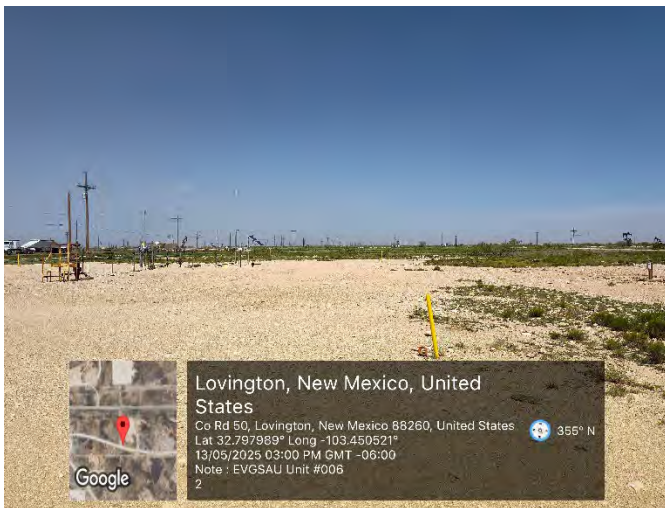 Lovington, New Mexico, United
States
Co Rd 50, Lovington, New Mexico 88260, United States
Lat 32.797989° Long -103.450521°
355° N
13/05/2025 03:00 PM GMT -06:00
Note : EVGSAU Unit #006
2
Google